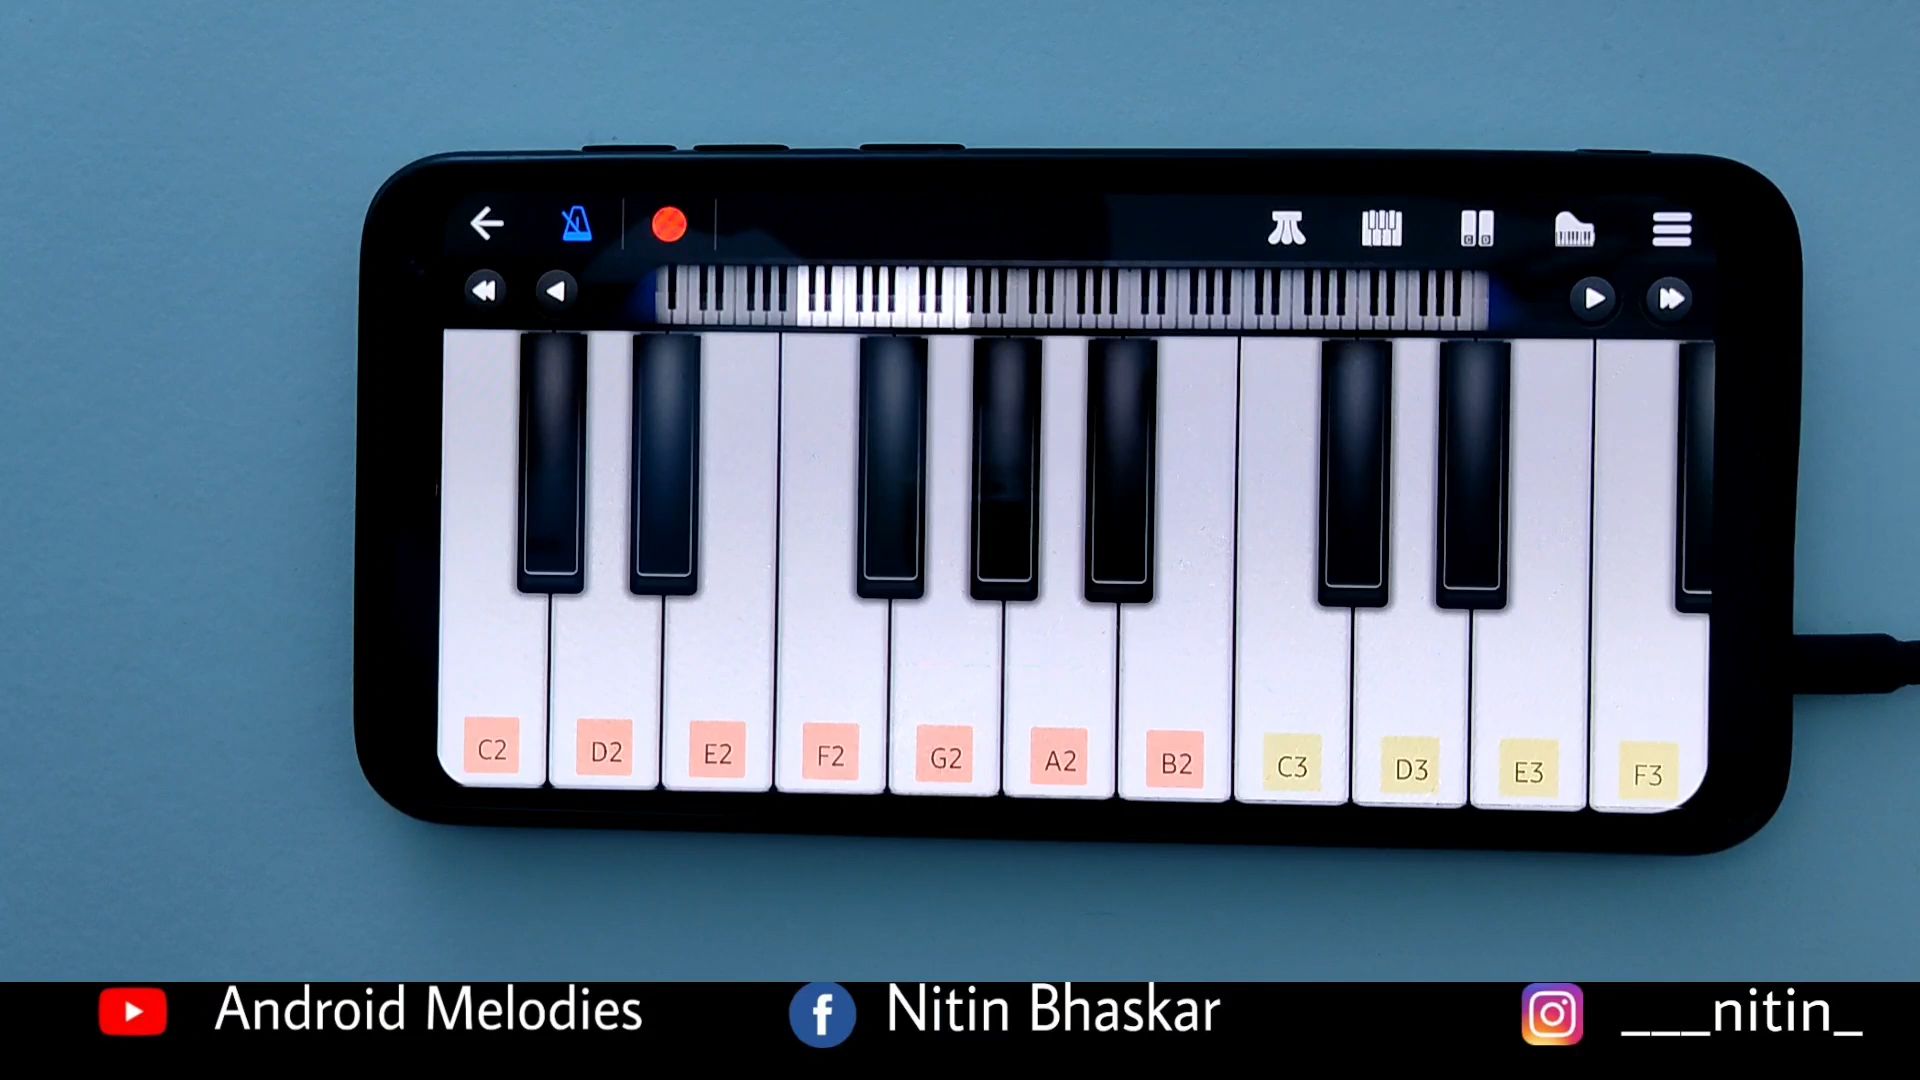 C2 D2 E2 F2 G2 A2 B2 C3 D3 E3 F3
Android Melodies Nitin Bhaskar ___nitin_